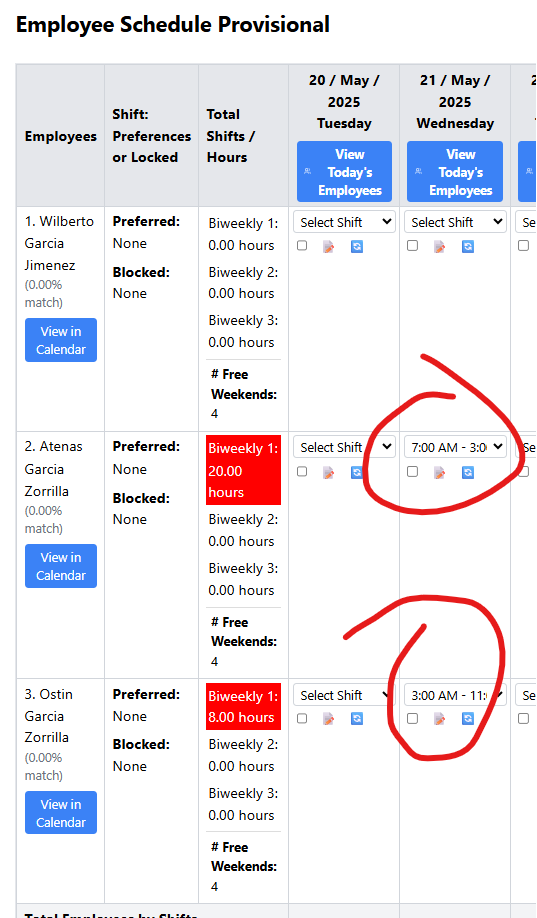 Employee Schedule Provisional
Employees
Shift:
Preferences
or Locked
Total
Shifts /
Hours
20 / May /
2025
Tuesday
View
Today's
Employees
21 / May /
2025
Wednesday
View
Today's
Employees
2
1. Wilberto
Garcia
Jimenez
(0.00%
match)
View in
Calendar
Preferred:
None
Blocked:
None
Biweekly 1:
0.00 hours
Biweekly 2:
0.00 hours
Biweekly 3:
0.00 hours
# Free
Weekends:
4
Select Shift
Select Shift
Se
2. Atenas
Garcia
Zorrilla
(0.00%
match)
View in
Calendar
Preferred:
None
Blocked:
None
Biweekly 1:
20.00
hours
Biweekly 2:
0.00 hours
Biweekly 3:
0.00 hours
# Free
Weekends:
4
Select Shift
7:00 AM - 3:0
Se
3. Ostin
Garcia
Zorrilla
(0.00%
match)
View in
Calendar
Preferred:
None
Blocked:
None
Biweekly 1:
8.00 hours
Biweekly 2:
0.00 hours
Biweekly 3:
0.00 hours
# Free
Weekends:
4
Select Shift
3:00 AM - 11:
Se
Total Employees by Shifts